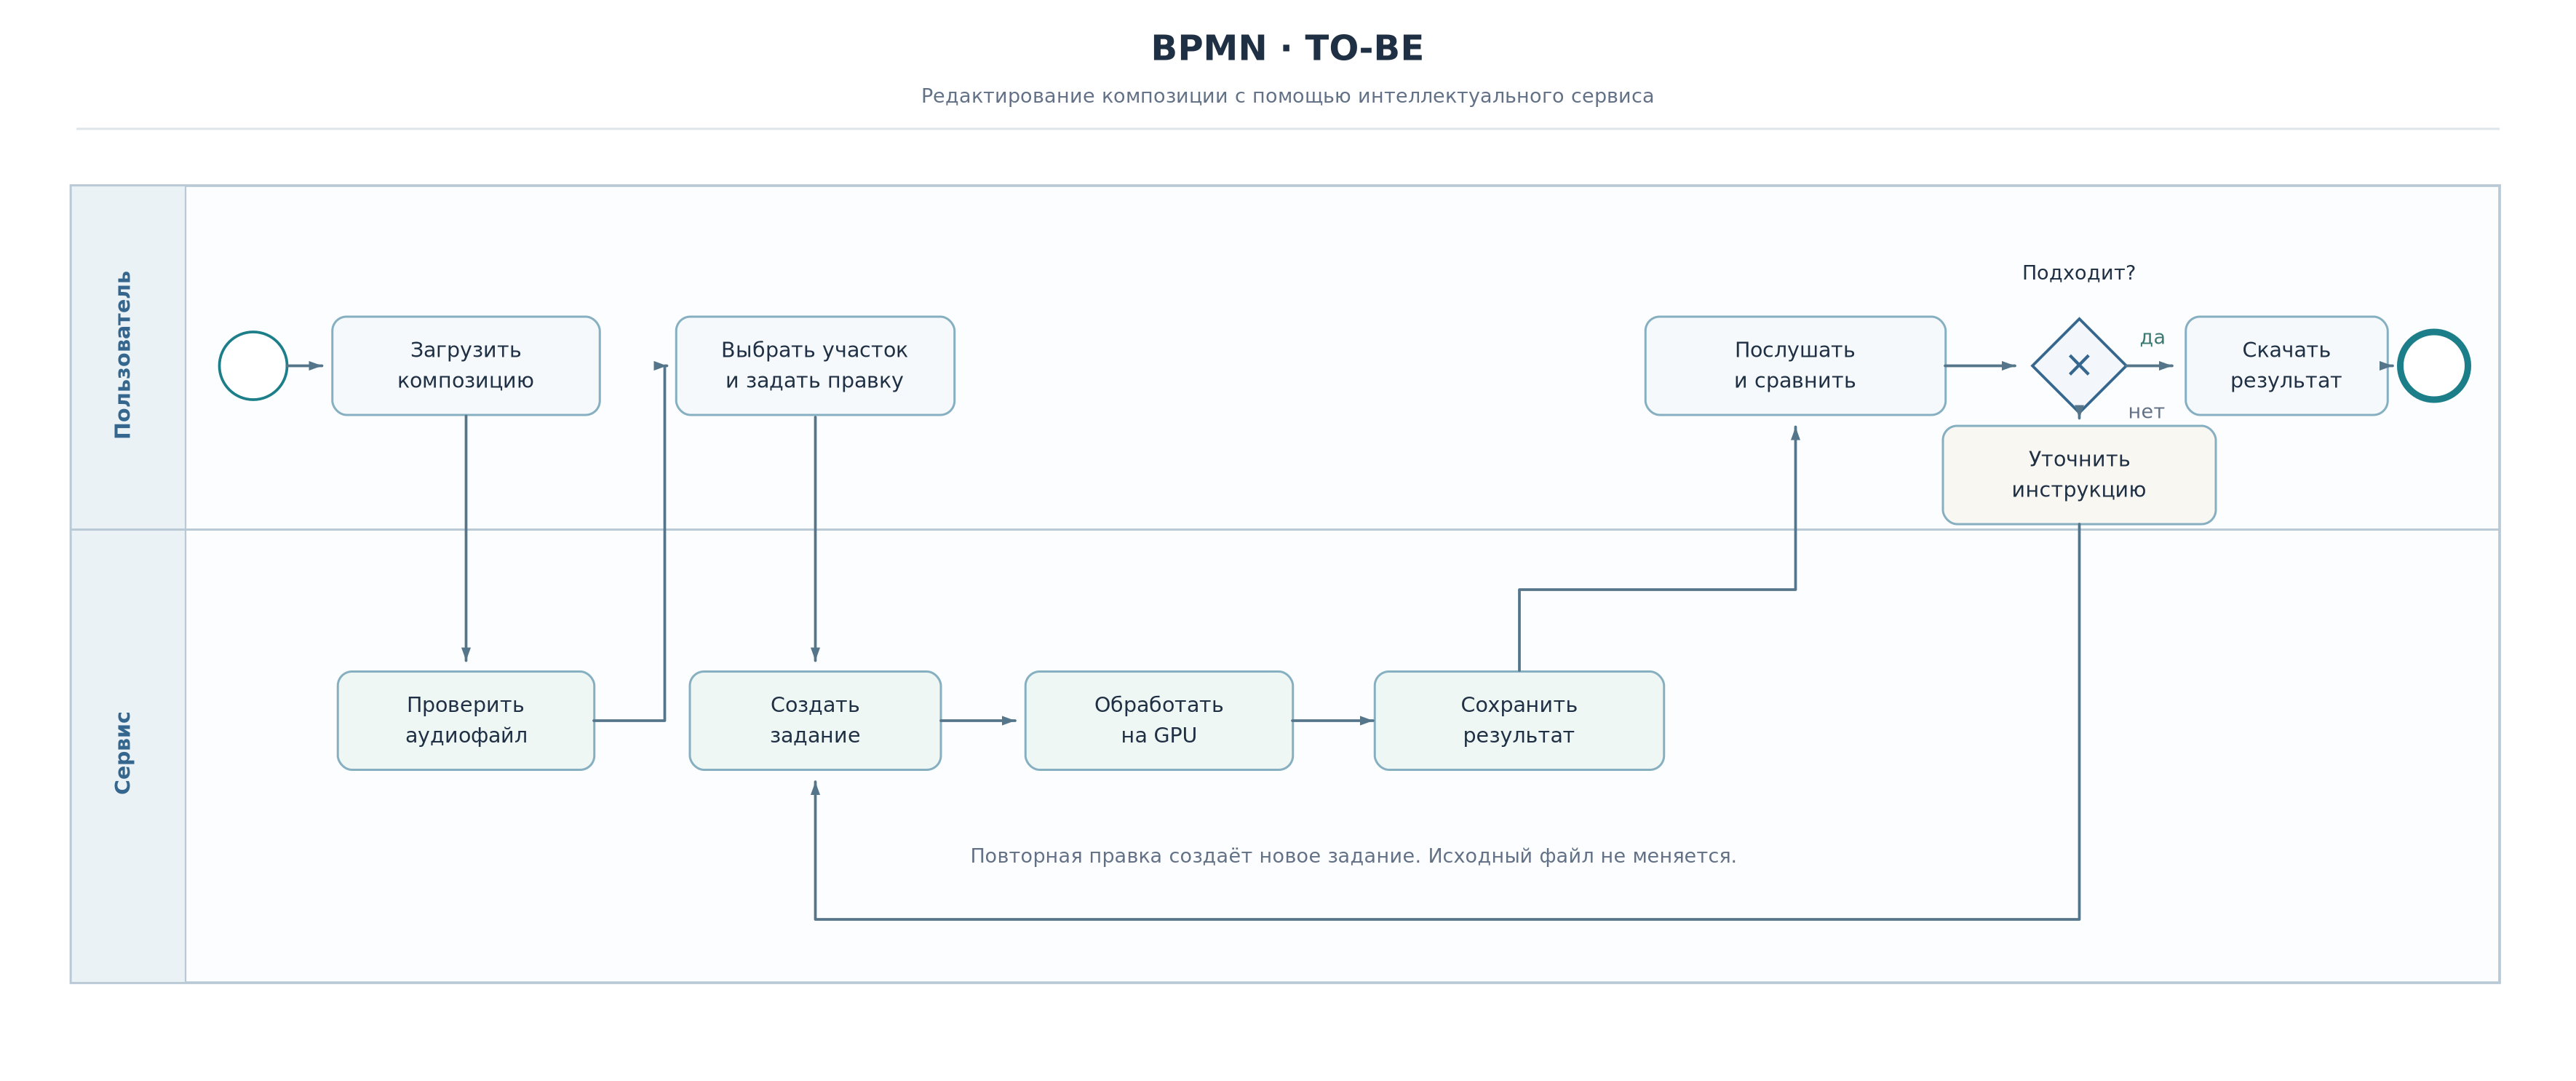 BPMN · TO-BE
Редактирование композиции с помощью интеллектуального сервиса
Пользователь
Загрузить
композицию
Выбрать участок
и задать правку
Послушать
и сравнить
Подходит?
да
нет
Скачать
результат
Уточнить
инструкцию
Сервис
Проверить
аудиофайл
Создать
задание
Обработать
на GPU
Сохранить
результат
Повторная правка создаёт новое задание. Исходный файл не меняется.